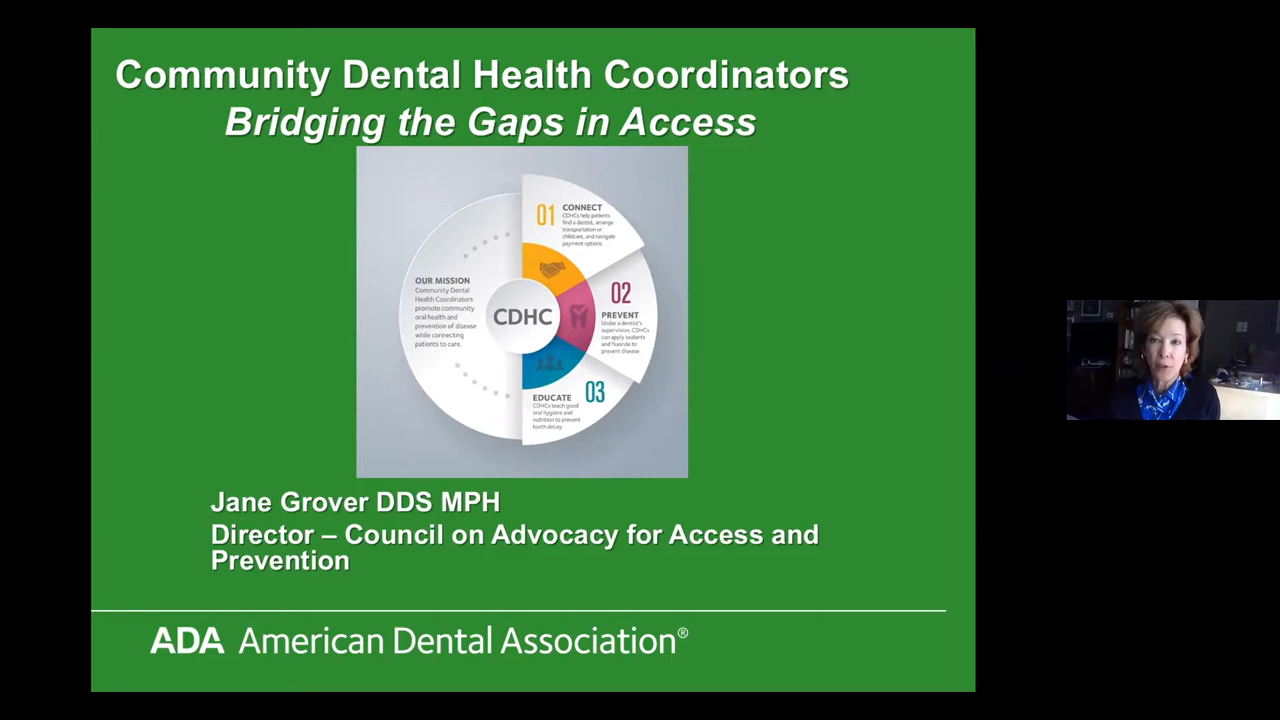 Community Dental Health Coordinators
Bridging the Gaps in Access
01
CONNECT
CDHCs help patients
find a dentist, arrange
transportation or
childcare, and navigate
payment options.
OUR MISSION
Community Dental
Health Coordinators
promote community
oral health and
prevention of disease
while connecting
patients to care.
CDHC
02
PREVENT
Under a dentist's
supervision, CDHCs
can apply sealants
and fluoride to
prevent disease.
EDUCATE
03
CDHCs teach good
oral hygiene and
nutrition to prevent
tooth decay.
Jane Grover DDS MPH
Director – Council on Advocacy for Access and
Prevention
ADA American Dental Association®